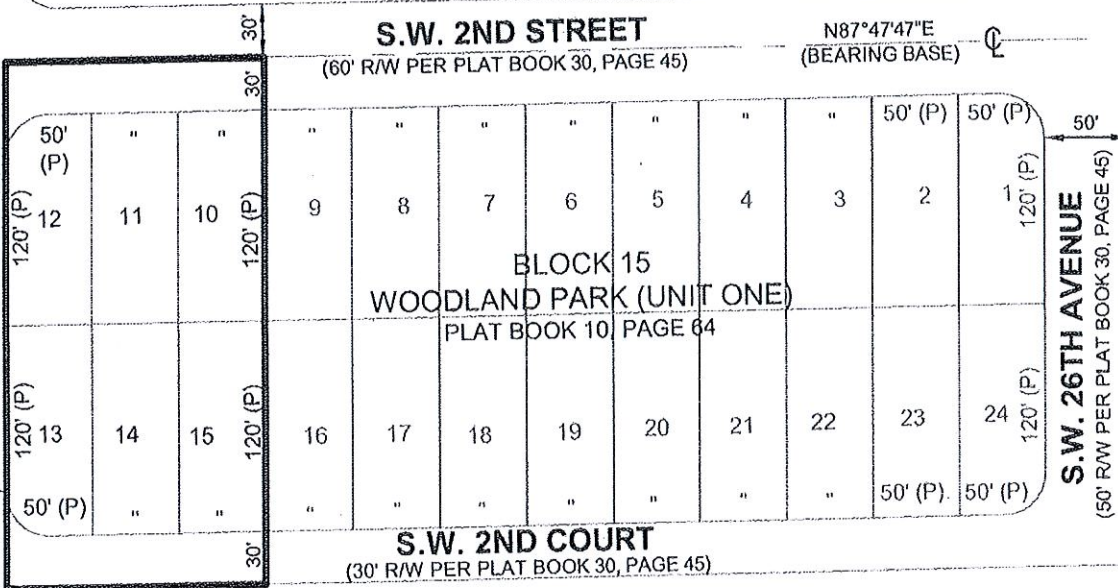 30'
S.W. 2ND STREET
N87°47'47"E
(60' R/W PER PLAT BOOK 30, PAGE 45)
(BEARING BASE)
30'
50' (P) " " " " " " " " " 50' (P) 50' (P)
50'
120' (P) 12 11 10 120' (P) 9 8 7 6 5 4 3 2 1 120' (P)
BLOCK 15
WOODLAND PARK (UNIT ONE)
PLAT BOOK 10, PAGE 64
S.W. 26TH AVENUE
(50' R/W PER PLAT BOOK 30, PAGE 45)
120' (P) 13 14 15 120' (P) 16 17 18 19 20 21 22 23 24 120' (P)
50' (P) " " " " " " " " " 50' (P). 50' (P)
30'
S.W. 2ND COURT
(30' R/W PER PLAT BOOK 30, PAGE 45)